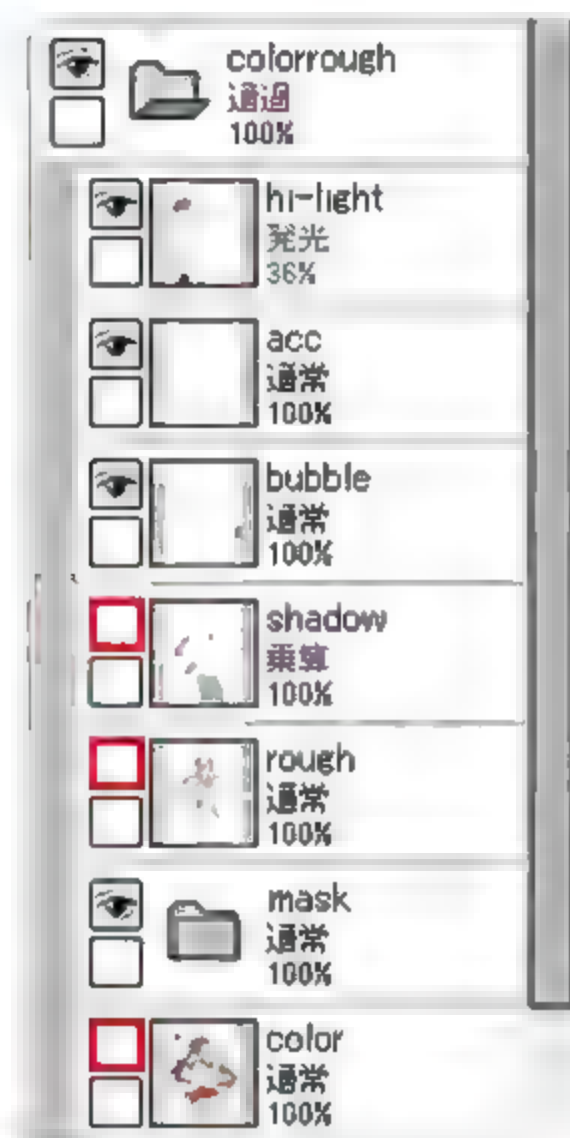 colorrough
通過
100%
hi-light
発光
36%
acc
通常
100%
bubble
通常
100%
shadow
乗算
100%
rough
通常
100%
mask
通常
100%
color
通常
100%